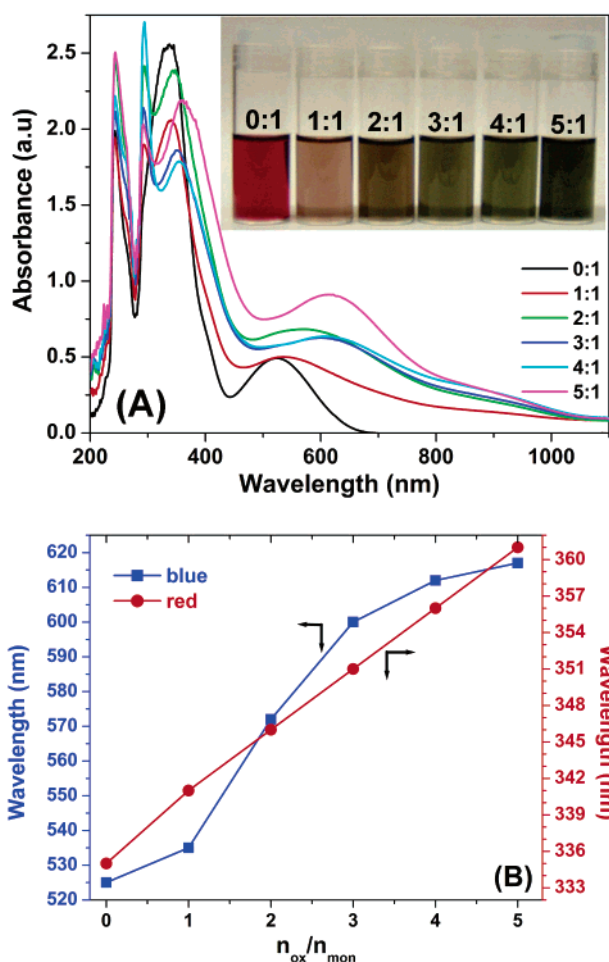 2.5
2.0
1.5
1.0
0.5
0.0
Absorbance (a.u)
0:1 1:1 2:1 3:1 4:1 5:1
0:1
1:1
2:1
3:1
4:1
5:1
(A)
200 400 600 800 1000
Wavelength (nm)
620
610
600
590
580
570
560
550
540
530
520
Wavelength (nm)
blue
red
360
357
354
351
348
345
342
339
336
333
Wavelength (nm)
(B)
0 1 2 3 4 5
n_ox/n_mon